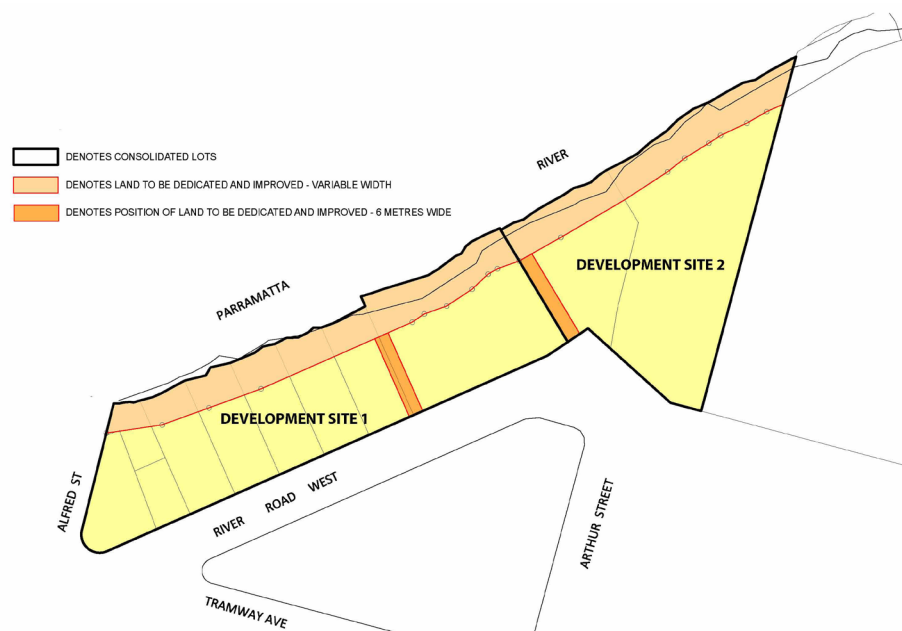 RIVER
DENOTES CONSOLIDATED LOTS
DENOTES LAND TO BE DEDICATED AND IMPROVED - VARIABLE WIDTH
DENOTES POSITION OF LAND TO BE DEDICATED AND IMPROVED - 6 METRES WIDE
DEVELOPMENT SITE 2
PARRAMATTA
DEVELOPMENT SITE 1
ALFRED ST
RIVER ROAD WEST
ARTHUR STREET
TRAMWAY AVE